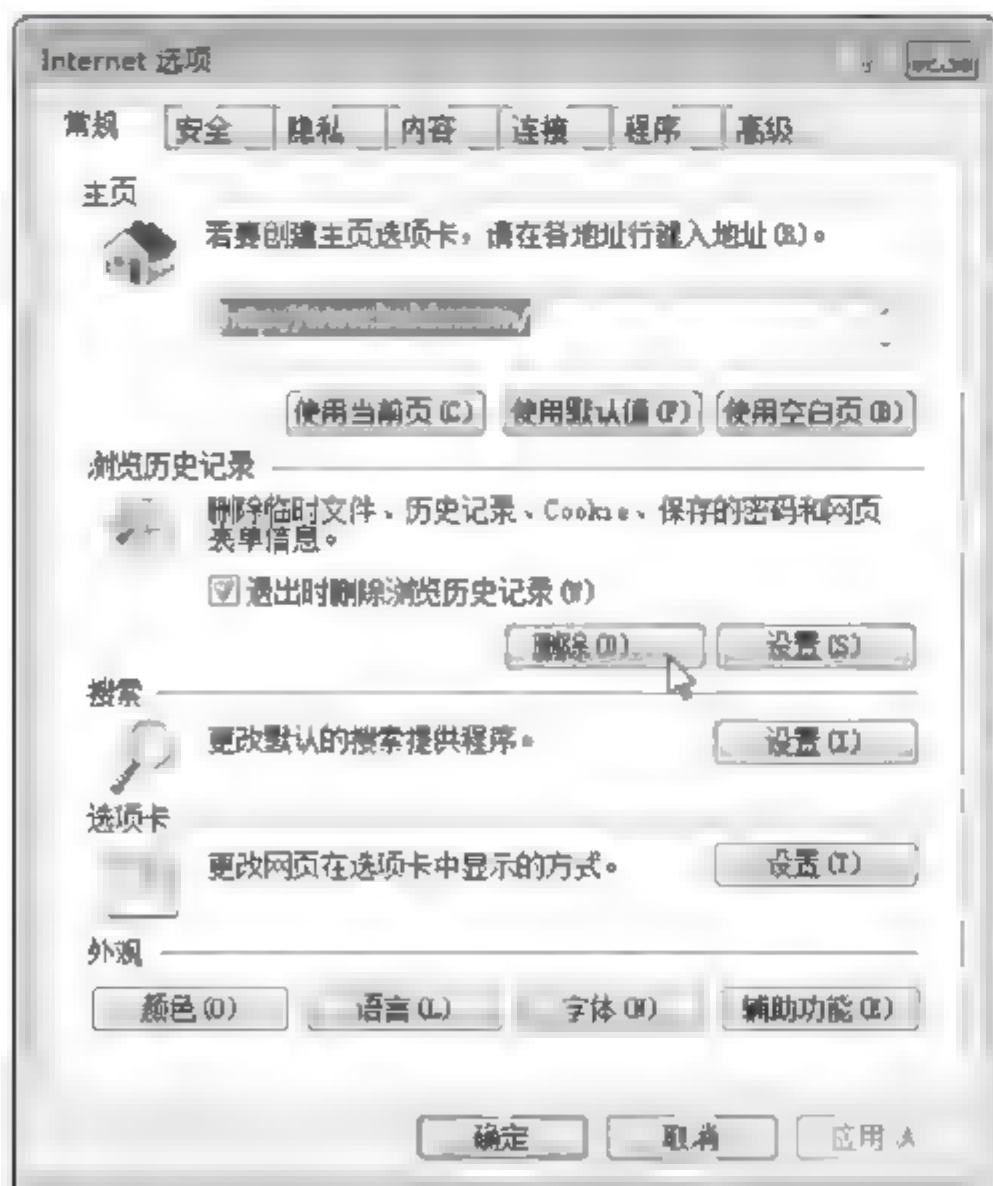 Internet 选项
常规 安全 隐私 内容 连接 程序 高级
主页
若要创建主页选项卡，请在各地址行键入地址(R)。
使用当前页(C) 使用默认值(F) 使用空白页(B)
浏览历史记录
删除临时文件、历史记录、Cookie、保存的密码和网页
表单信息。
退出时删除浏览历史记录(W)
删除(D)... 设置(S)
搜索
更改默认的搜索提供程序。
设置(I)
选项卡
更改网页在选项卡中显示的方式。
设置(T)
外观
颜色(O) 语言(L) 字体(N) 辅助功能(E)
确定 取消 应用 A